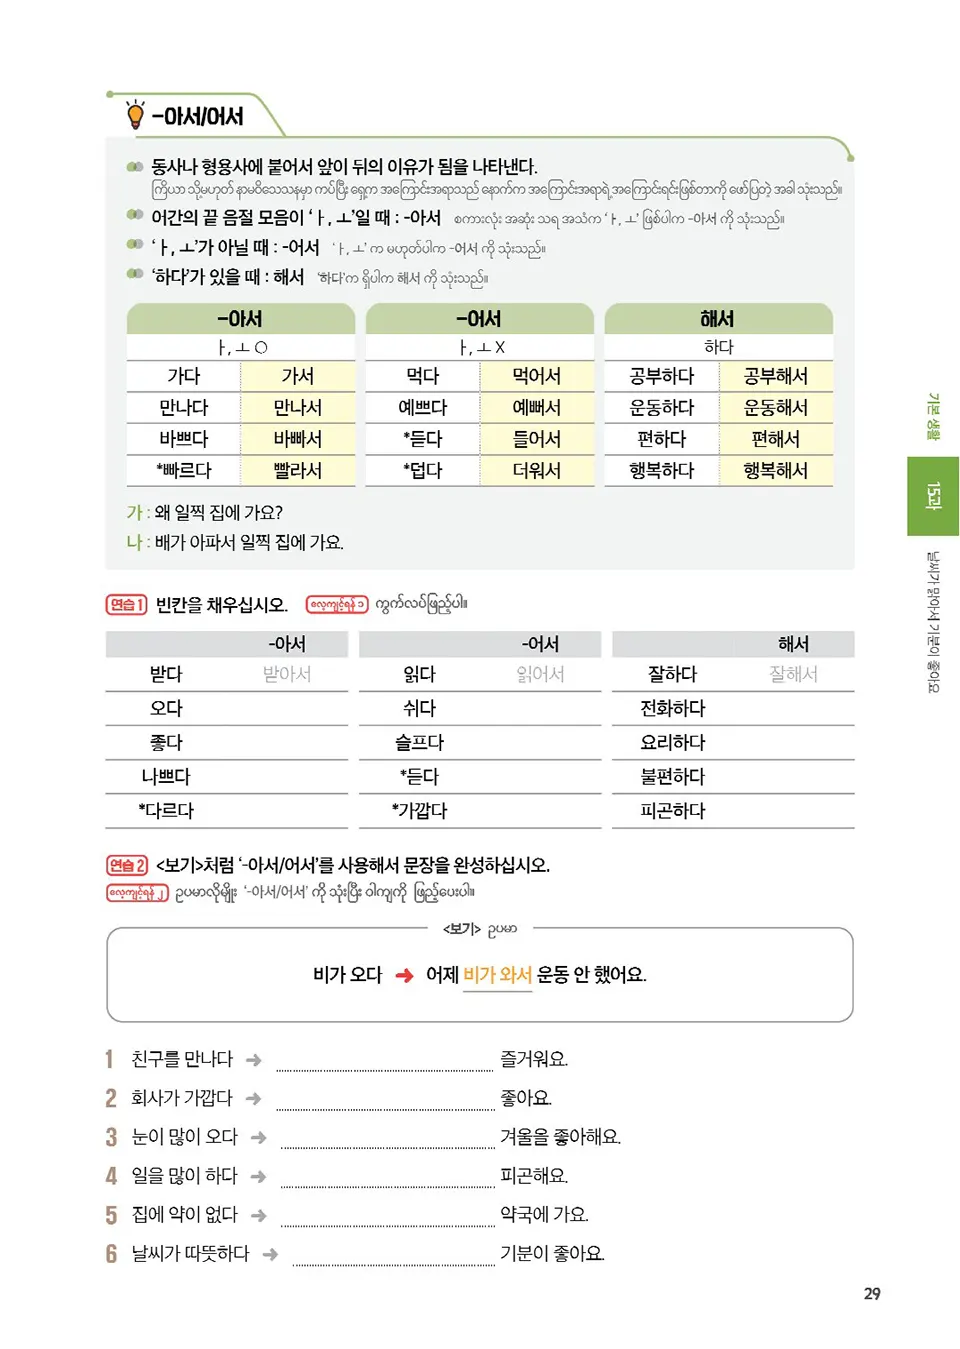 -아서/어서
동사나 형용사에 붙어서 앞이 뒤의 이유가 됨을 나타낸다.
ကြိယာ သို့မဟုတ် နာမဝိသေသနမှာ ကပ်ပြီး ရှေ့က အကြောင်းအရာသည် နောက်က အကြောင်းအရာရဲ့ အကြောင်းရင်းဖြစ်တာကို ဖော်ပြတဲ့ အခါ သုံးသည်။
어간의 끝 음절 모음이 ‘ㅏ, ㅗ’일 때 : -아서 စကားလုံး အဆုံး သရ အသံက ‘ㅏ, ㅗ’ ဖြစ်ပါက -아서 ကို သုံးသည်။
‘ㅏ, ㅗ’가 아닐 때 : -어서 ‘ㅏ, ㅗ’ က မဟုတ်ပါက -어서 ကို သုံးသည်။
‘하다’가 있을 때 : 해서 ‘하다’က ရှိပါက 해서 ကို သုံးသည်။
-아서 -어서 해서
ㅏ, ㅗ O ㅏ, ㅗ X 하다
가다 가서 먹다 먹어서 공부하다 공부해서
만나다 만나서 예쁘다 예뻐서 운동하다 운동해서
바쁘다 바빠서 *듣다 들어서 편하다 편해서
*빠르다 빨라서 *덥다 더워서 행복하다 행복해서
가 : 왜 일찍 집에 가요?
나 : 배가 아파서 일찍 집에 가요.
연습 1 빈칸을 채우십시오. လေ့ကျင့်ရန် ၁ ကွက်လပ်ဖြည့်ပါ။
-아서 -어서 해서
받다 받아서 읽다 읽어서 잘하다 잘해서
오다 쉬다 전화하다
좋다 슬프다 요리하다
나쁘다 *듣다 불편하다
*다르다 *가깝다 피곤하다
연습 2 <보기>처럼 ‘-아서/어서’를 사용해서 문장을 완성하십시오.
လေ့ကျင့်ရန် ၂ ဥပမာလိုမျိုး ‘-아서/어서’ ကို သုံးပြီး ဝါကျကို ဖြည့်ပေးပါ။
<보기> ဥပမာ
비가 오다 ➜ 어제 비가 와서 운동 안 했어요.
1 친구를 만나다 ➜ 즐거워요.
2 회사가 가깝다 ➜ 좋아요.
3 눈이 많이 오다 ➜ 겨울을 좋아해요.
4 일을 많이 하다 ➜ 피곤해요.
5 집에 약이 없다 ➜ 약국에 가요.
6 날씨가 따뜻하다 ➜ 기분이 좋아요.
기본 생활
15과
날씨가 맑아서 기분이 좋아요
29